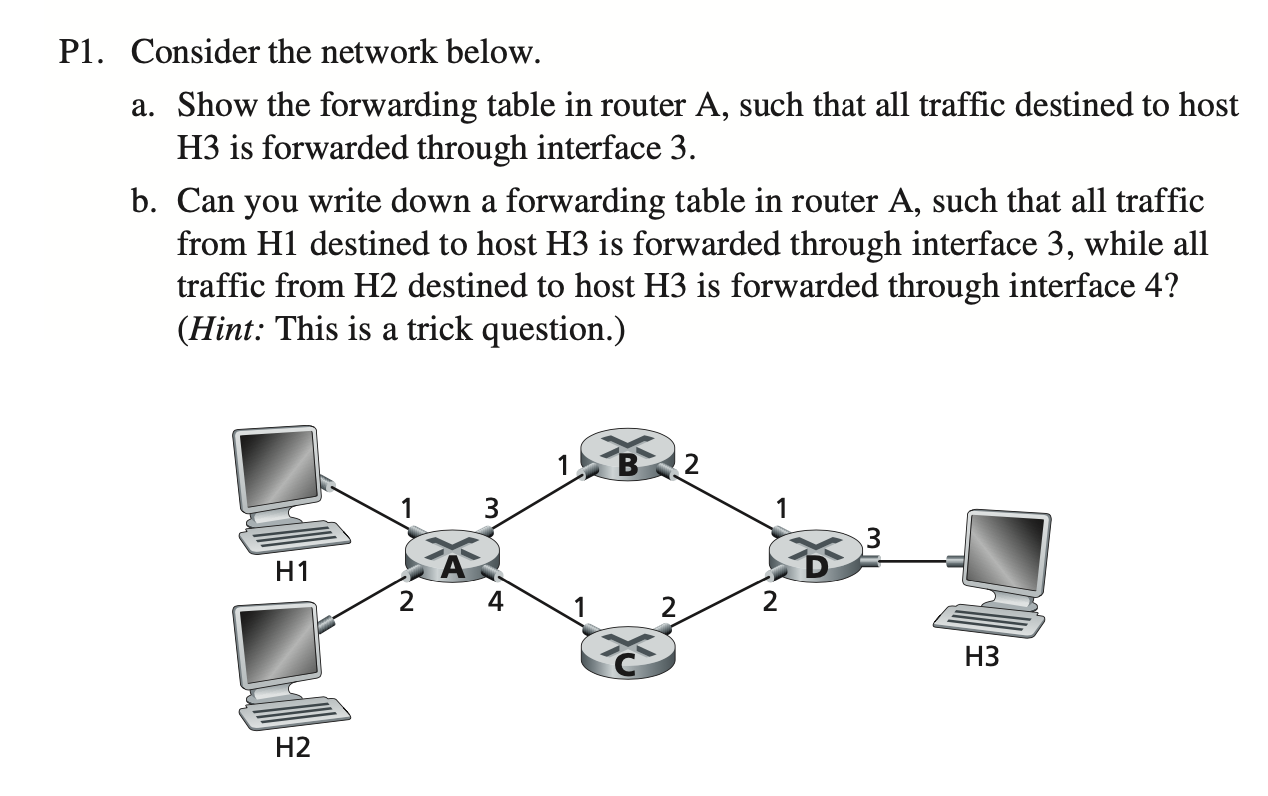 P1. Consider the network below.
a. Show the forwarding table in router A, such that all traffic destined to host
H3 is forwarded through interface 3.
b. Can you write down a forwarding table in router A, such that all traffic
from H1 destined to host H3 is forwarded through interface 3, while all
traffic from H2 destined to host H3 is forwarded through interface 4?
(Hint: This is a trick question.)
1 B 2
1 3 1
3
A D
H1
2 4 1 2 2
C
H3
H2